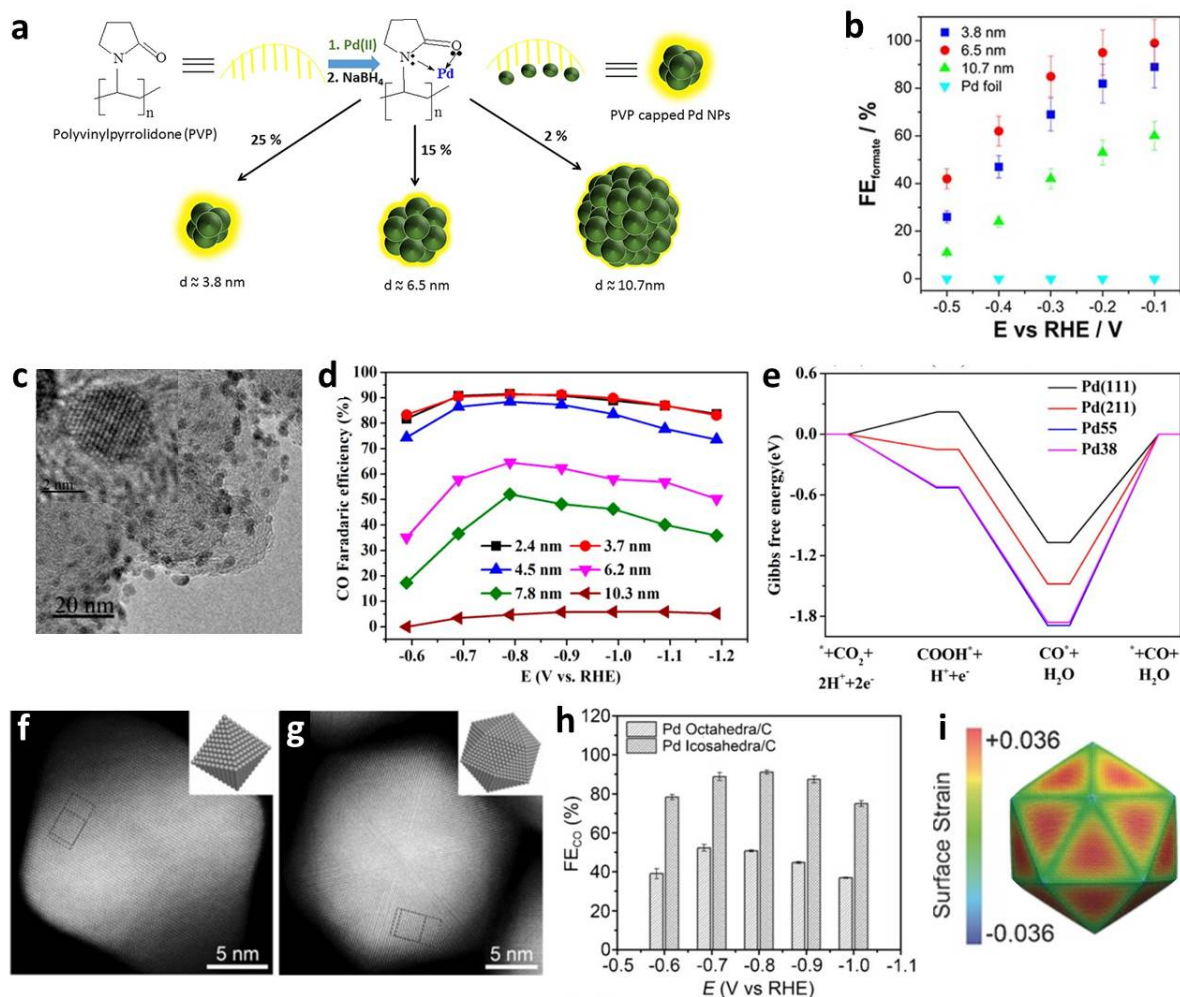 a
Polyvinylpyrrolidone (PVP)
O
N
n
1. Pd(II)
2. NaBH4
O
N
Pd
n
PVP capped Pd NPs
25 %
15 %
2 %
d ≈ 3.8 nm
d ≈ 6.5 nm
d ≈ 10.7nm
b
FEformate / %
100
80
60
40
20
0
3.8 nm
6.5 nm
10.7 nm
Pd foil
-0.5 -0.4 -0.3 -0.2 -0.1
E vs RHE / V
c
2 nm
20 nm
d
CO Faradaric efficiency (%)
100
90
80
70
60
50
40
30
20
10
0
2.4 nm 3.7 nm
4.5 nm 6.2 nm
7.8 nm 10.3 nm
-0.6 -0.7 -0.8 -0.9 -1.0 -1.1 -1.2
E (V vs. RHE)
e
Gibbs free energy(eV)
0.6
0.0
-0.6
-1.2
-1.8
Pd(111)
Pd(211)
Pd55
Pd38
*+CO2+
2H++2e-
COOH*+
H++e-
CO*+
H2O
*+CO+
H2O
f
5 nm
g
5 nm
h
FECO (%)
120
100
80
60
40
20
0
Pd Octahedra/C
Pd Icosahedra/C
-0.5 -0.6 -0.7 -0.8 -0.9 -1.0 -1.1
E (V vs RHE)
i
+0.036
Surface Strain
-0.036